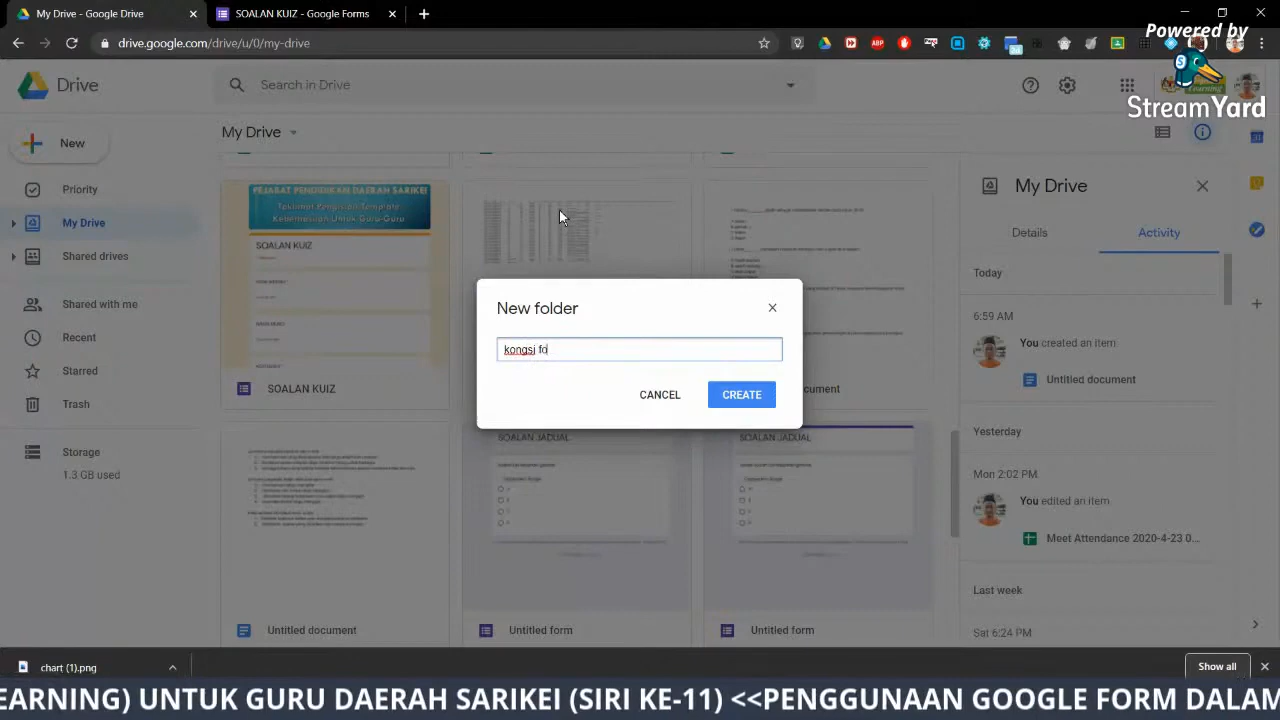 My Drive - Google Drive
SOALAN KUIZ - Google Forms
drive.google.com/drive/u/0/my-drive
Powered by
StreamYard
Drive
Search in Drive
New
My Drive
Priority
My Drive
Shared drives
Shared with me
Recent
Starred
Trash
Storage
1.3 GB used
PEJABAT PENDIDIKAN DAERAH SARIKEI
SOALAN KUIZ
SOALAN KUIZ
New folder
kongsi fo
CANCEL
CREATE
cument
SOALAN JADUAL
SOALAN JADUAL
Untitled document
Untitled form
Untitled form
My Drive
Details
Activity
Today
6:59 AM
You created an item
Untitled document
Yesterday
Mon 2:02 PM
You edited an item
Meet Attendance 2020-4-23 0...
Last week
Sat 6:24 PM
chart (1).png
Show all
EARNING) UNTUK GURU DAERAH SARIKEI (SIRI KE-11) <<PENGGUNAAN GOOGLE FORM DALAM